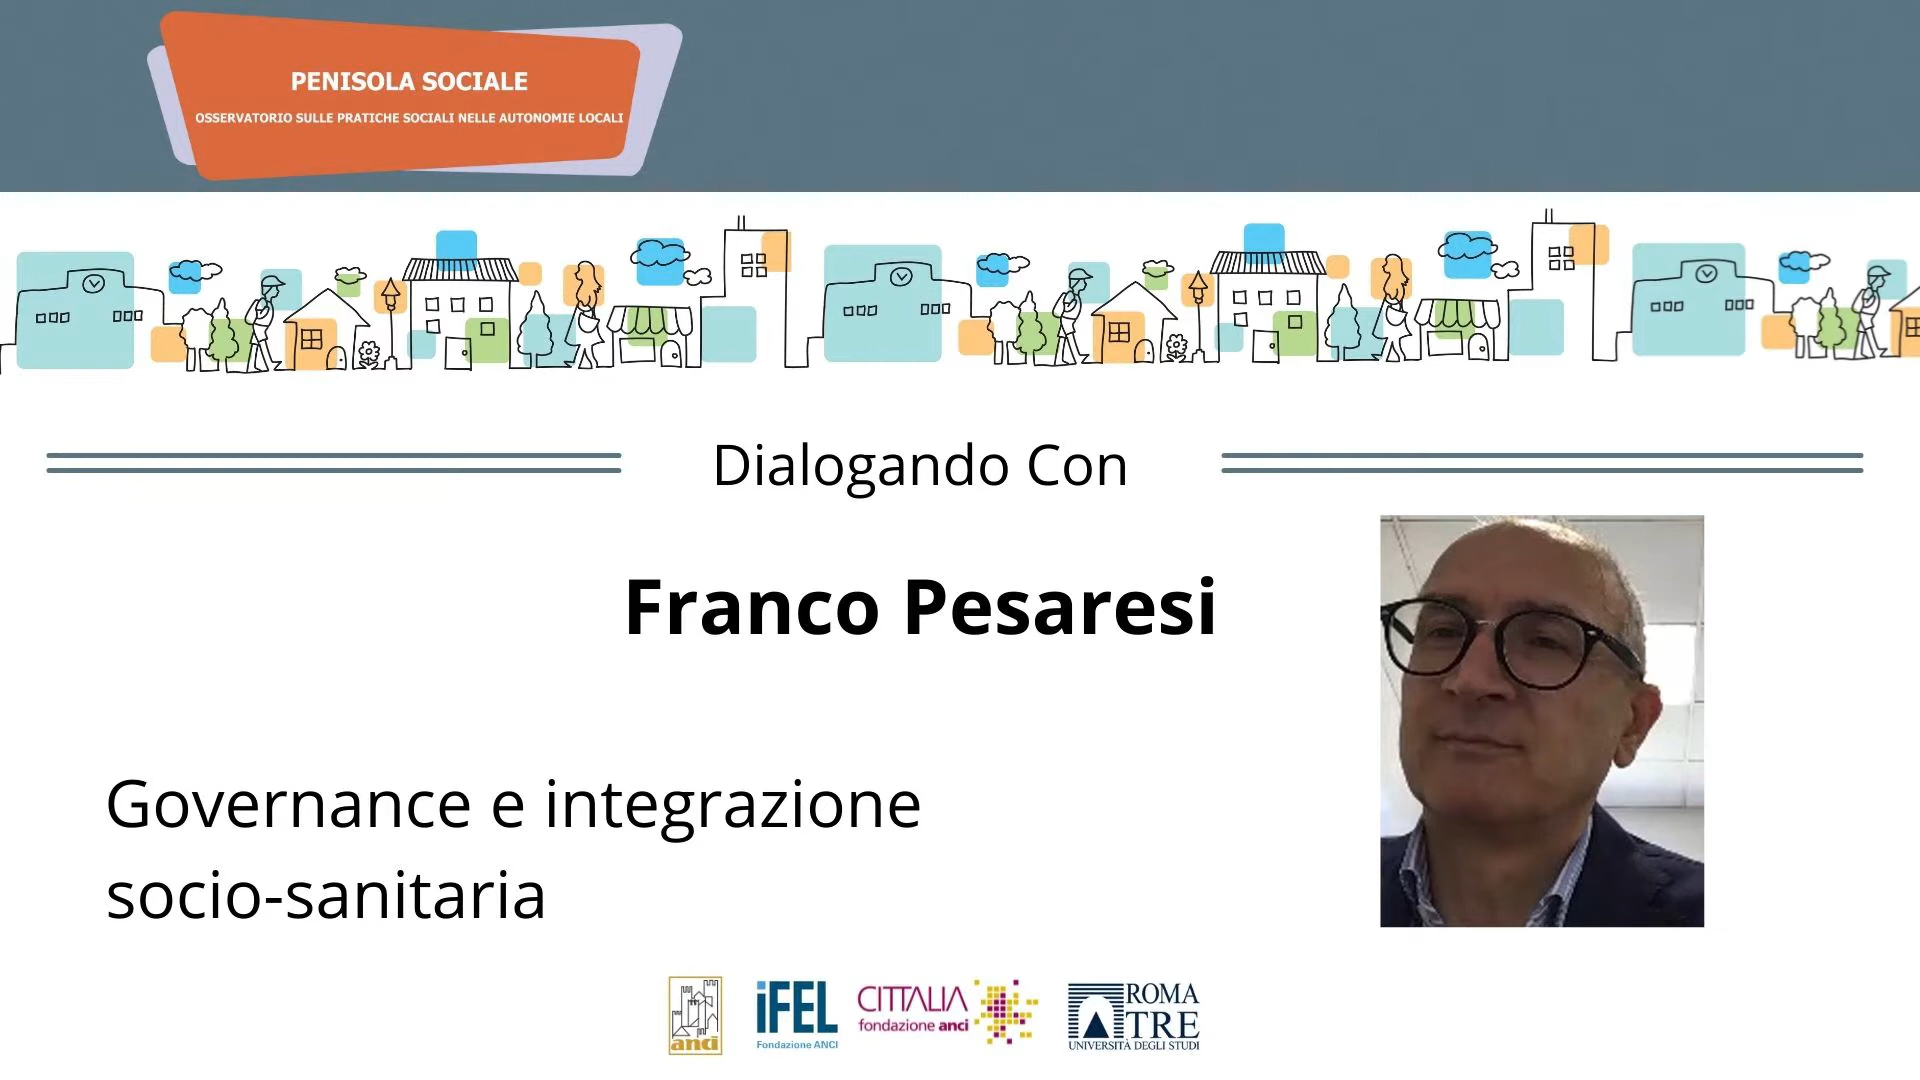 PENISOLA SOCIALE
OSSERVATORIO SULLE PRATICHE SOCIALI NELLE AUTONOMIE LOCALI
Dialogando Con
Franco Pesaresi
Governance e integrazione
socio-sanitaria
anci
iFEL
Fondazione ANCI
CITTALIA
fondazione anci
ROMA
TRE
UNIVERSITÀ DEGLI STUDI